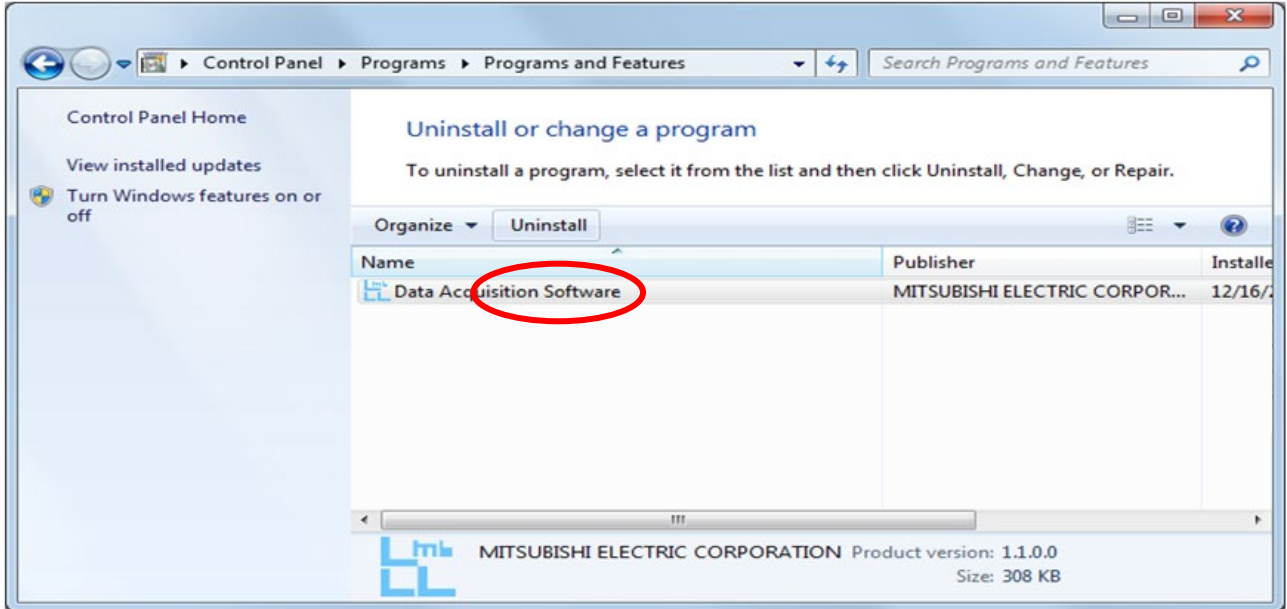 Control Panel
Programs
Programs and Features
Search Programs and Features
Control Panel Home
View installed updates
Turn Windows features on or
off
Uninstall or change a program
To uninstall a program, select it from the list and then click Uninstall, Change, or Repair.
Organize
Uninstall
Name
Publisher
Installe
Data Acquisition Software
MITSUBISHI ELECTRIC CORPOR...
12/16/2
MITSUBISHI ELECTRIC CORPORATION Product version: 1.1.0.0
Size: 308 KB